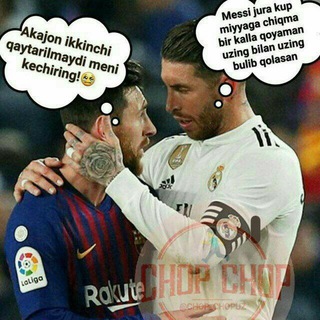 Akajon ikkinchi
qaytarilmaydi meni
kechiring!🥺
Messi jura kup
miyyaga chiqma
bir kalla qoyaman
uzing bilan uzing
bulib qolasan
LaLiga
Rakute
CHOP CHOP